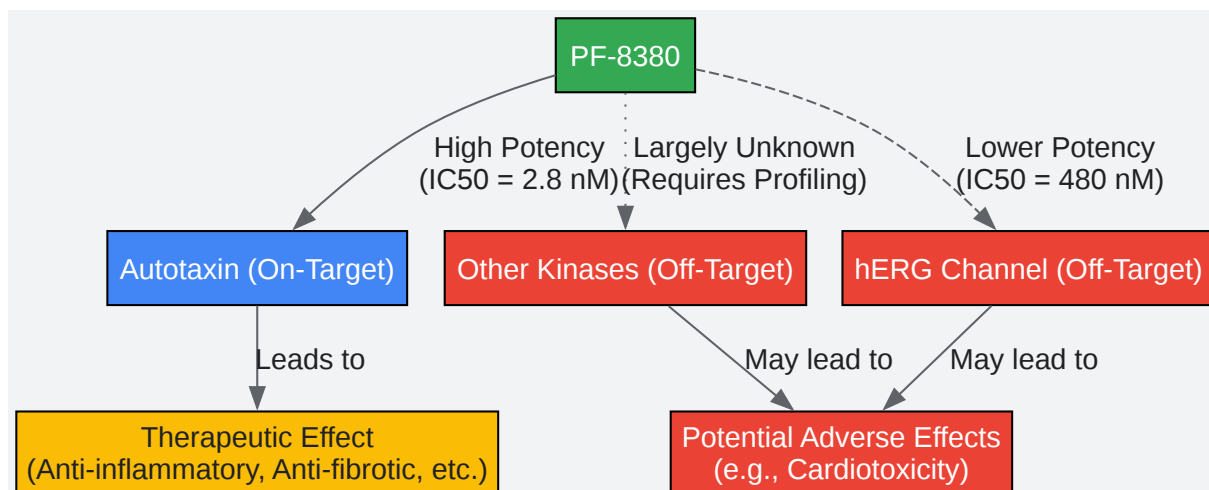 PF-8380
High Potency
(IC50 = 2.8 nM)
Largely Unknown
(Requires Profiling)
Lower Potency
(IC50 = 480 nM)
Autotaxin (On-Target)
Other Kinases (Off-Target)
hERG Channel (Off-Target)
Leads to
May lead to
May lead to
Therapeutic Effect
(Anti-inflammatory, Anti-fibrotic, etc.)
Potential Adverse Effects
(e.g., Cardiotoxicity)